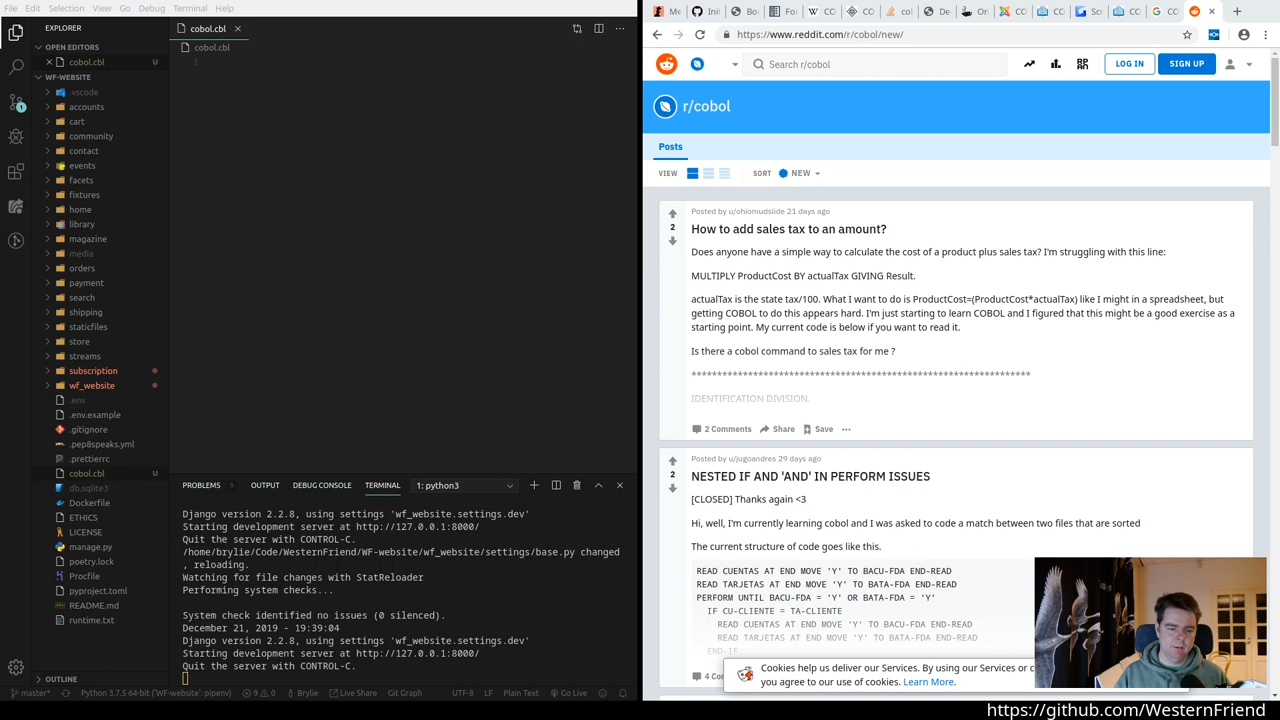 File Edit Selection View Go Debug Terminal Help
EXPLORER
OPEN EDITORS
cobol.cbl U
WF-WEBSITE
.vscode
accounts
cart
community
contact
events
facets
fixtures
home
library
magazine
media
orders
payment
search
shipping
staticfiles
store
streams
subscription
wf_website
.env
.env.example
.gitignore
.pep8speaks.yml
.prettierrc
cobol.cbl U
db.sqlite3
Dockerfile
ETHICS
LICENSE
manage.py
poetry.lock
Procfile
pyproject.toml
README.md
runtime.txt
OUTLINE
cobol.cbl
cobol.cbl
1
PROBLEMS 9 OUTPUT DEBUG CONSOLE TERMINAL 1: python3
Django version 2.2.8, using settings 'wf_website.settings.dev'
Starting development server at http://127.0.0.1:8000/
Quit the server with CONTROL-C.
/home/brylie/Code/WesternFriend/WF-website/wf_website/settings/base.py changed
, reloading.
Watching for file changes with StatReloader
Performing system checks...
System check identified no issues (0 silenced).
December 21, 2019 - 19:39:04
Django version 2.2.8, using settings 'wf_website.settings.dev'
Starting development server at http://127.0.0.1:8000/
Quit the server with CONTROL-C.
master* Python 3.7.5 64-bit ('WF-website': pipenv) 9 0 Brylie Live Share Git Graph UTF-8 LF Plain Text Go Live
https://www.reddit.com/r/cobol/new/
Search r/cobol
LOG IN
SIGN UP
r/cobol
Posts
VIEW SORT NEW
Posted by u/ohiomudslide 21 days ago
2
How to add sales tax to an amount?
Does anyone have a simple way to calculate the cost of a product plus sales tax? I'm struggling with this line:
MULTIPLY ProductCost BY actualTax GIVING Result.
actualTax is the state tax/100. What I want to do is ProductCost=(ProductCost*actualTax) like I might in a spreadsheet, but
getting COBOL to do this appears hard. I'm just starting to learn COBOL and I figured that this might be a good exercise as a
starting point. My current code is below if you want to read it.
Is there a cobol command to sales tax for me ?
******************************************************************
IDENTIFICATION DIVISION.
2 Comments Share Save
Posted by u/jugoandres 29 days ago
2
NESTED IF AND 'AND' IN PERFORM ISSUES
[CLOSED] Thanks again <3
Hi, well, I'm currently learning cobol and I was asked to code a match between two files that are sorted
The current structure of code goes like this.
READ CUENTAS AT END MOVE 'Y' TO BACU-FDA END-READ
READ TARJETAS AT END MOVE 'Y' TO BATA-FDA END-READ
PERFORM UNTIL BACU-FDA = 'Y' OR BATA-FDA = 'Y'
IF CU-CLIENTE = TA-CLIENTE
READ CUENTAS AT END MOVE 'Y' TO BACU-FDA END-READ
READ TARJETAS AT END MOVE 'Y' TO BATA-FDA END-READ
END-IF
Cookies help us deliver our Services. By using our Services or c
you agree to our use of cookies. Learn More.
4 Com
https://github.com/WesternFriend